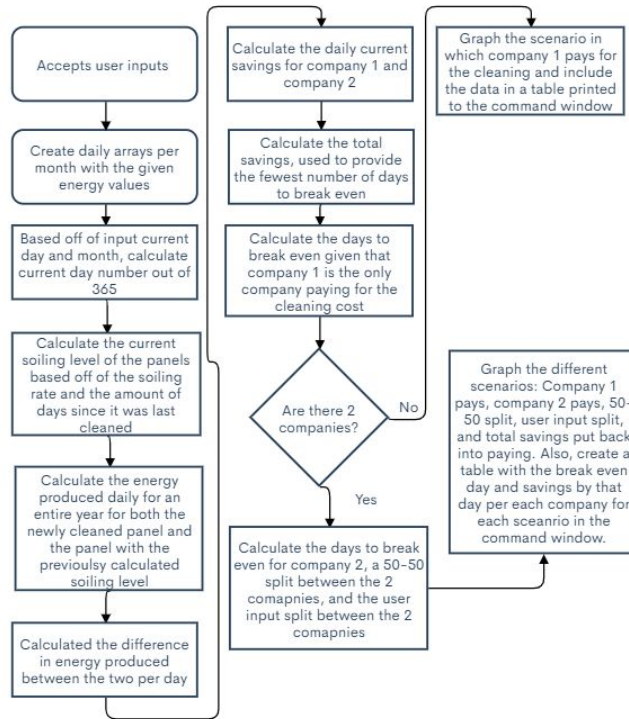 Accepts user inputs
Create daily arrays per
month with the given
energy values
Based off of input current
day and month, calculate
current day number out of
365
Calculate the current
soiling level of the panels
based off of the soiling
rate and the amount of
days since it was last
cleaned
Calculate the energy
produced daily for an
entire year for both the
newly cleaned panel and
the panel with the
previoulsy calculated
soiling level
Calculated the difference
in energy produced
between the two per day
Calculate the daily current
savings for company 1 and
company 2
Calculate the total
savings, used to provide
the fewest number of days
to break even
Calculate the days to
break even given that
company 1 is the only
company paying for the
cleaning cost
Are there 2
companies?
No
Yes
Graph the scenario in
which company 1 pays for
the cleaning and include
the data in a table printed
to the command window
Calculate the days to break
even for company 2, a 50-50
split between the 2
comapnies, and the user
input split between the 2
comapnies
Graph the different
scenarios: Company 1
pays, company 2 pays, 50-
50 split, user input split,
and total savings put back
into paying. Also, create a
table with the break even
day and savings by that
day per each company for
each sceanrio in the
command window.